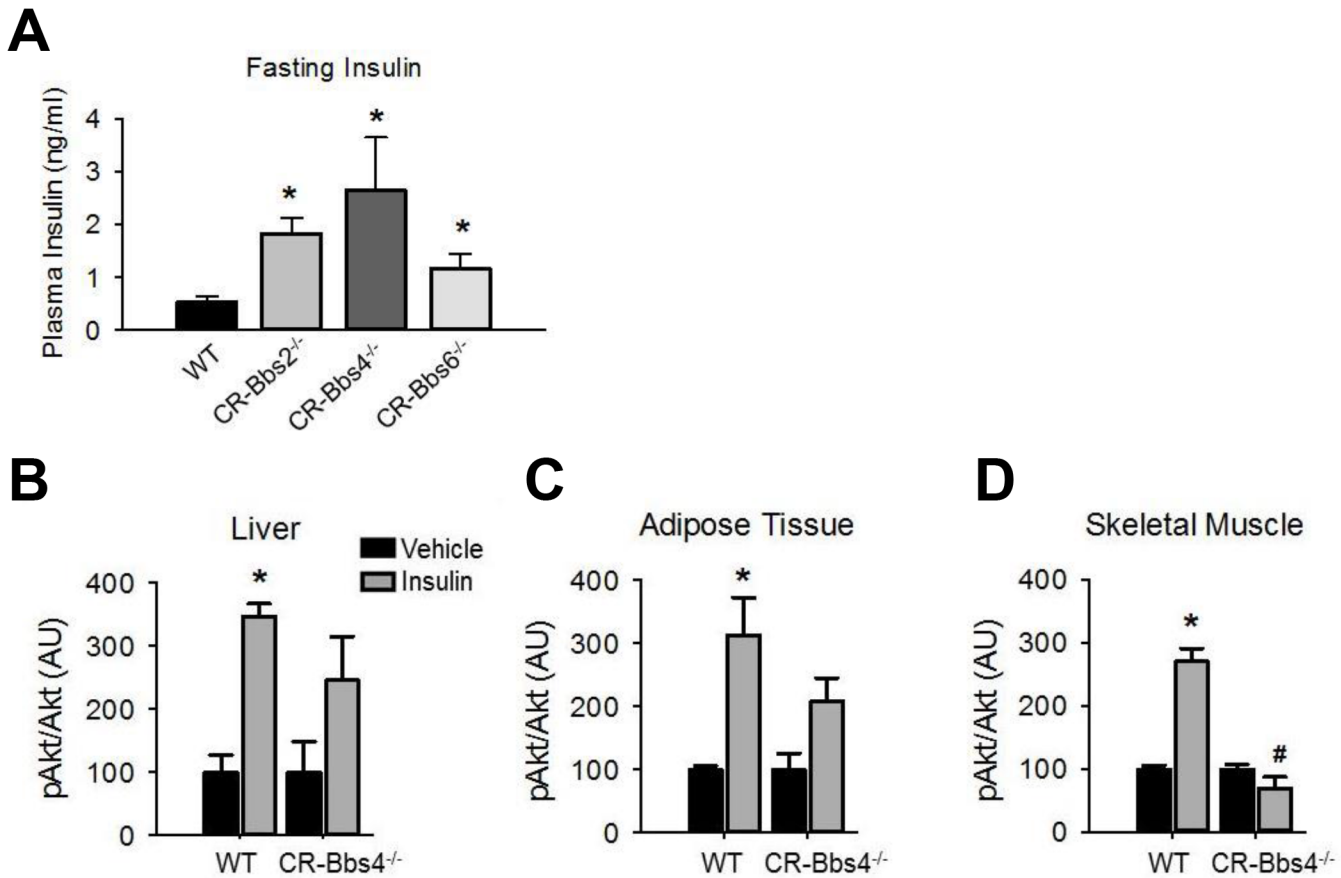 A
Fasting Insulin
Plasma Insulin (ng/ml)
4
3
2
1
0
*
*
*
WT
CR-Bbs2-/-
CR-Bbs4-/-
CR-Bbs6-/-
B
Liver
Vehicle
Insulin
pAkt/Akt (AU)
400
300
200
100
0
*
WT
CR-Bbs4-/-
C
Adipose Tissue
pAkt/Akt (AU)
400
300
200
100
0
*
WT
CR-Bbs4-/-
D
Skeletal Muscle
pAkt/Akt (AU)
400
300
200
100
0
*
#
WT
CR-Bbs4-/-